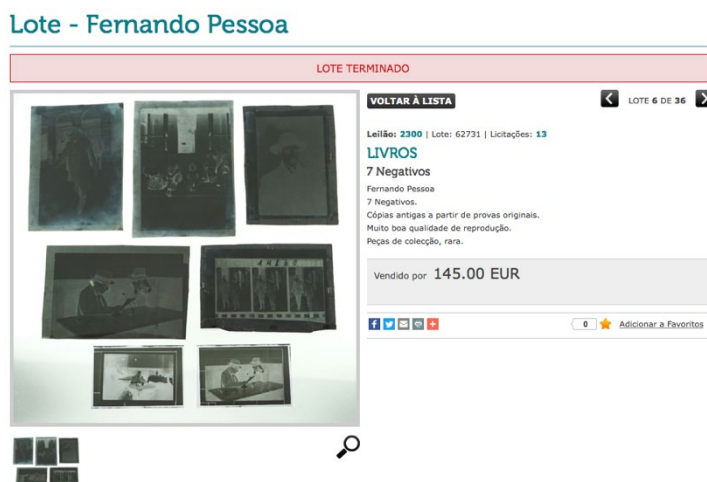 Lote - Fernando Pessoa
LOTE TERMINADO
VOLTAR À LISTA
LOTE 6 DE 36
Leilão: 2300 | Lote: 62731 | Licitações: 13
LIVROS
7 Negativos
Fernando Pessoa
7 Negativos.
Cópias antigas a partir de provas originais.
Muito boa qualidade de reprodução.
Peças de colecção, rara.
Vendido por 145.00 EUR
0 Adicionar a Favoritos